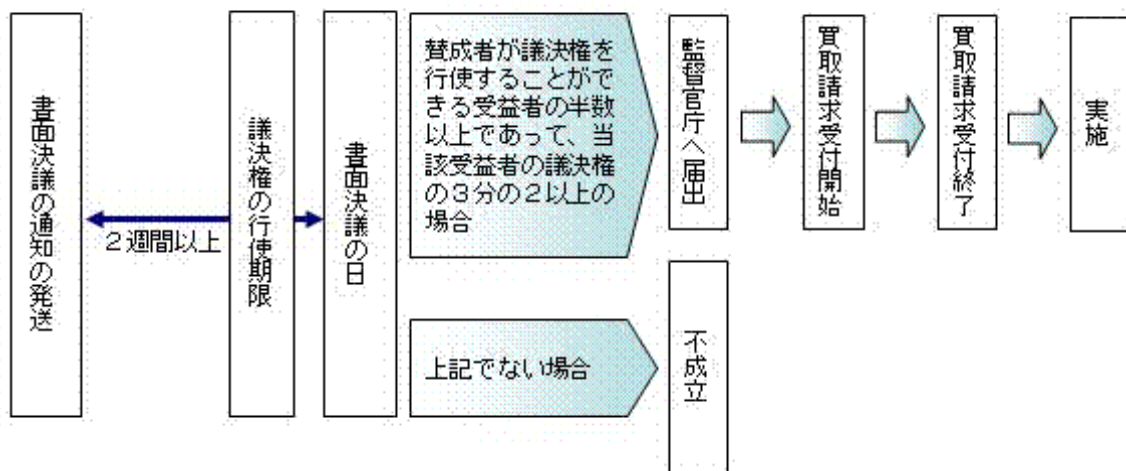 書面決議の通知の発送
２週間以上
議決権の行使期限
書面決議の日
賛成者が議決権を
行使することがで
きる受益者の半数
以上であって、当
該受益者の議決権
の３分の２以上の
場合
監督官庁へ届出
買取請求受付開始
買取請求受付終了
実施
上記でない場合
不成立